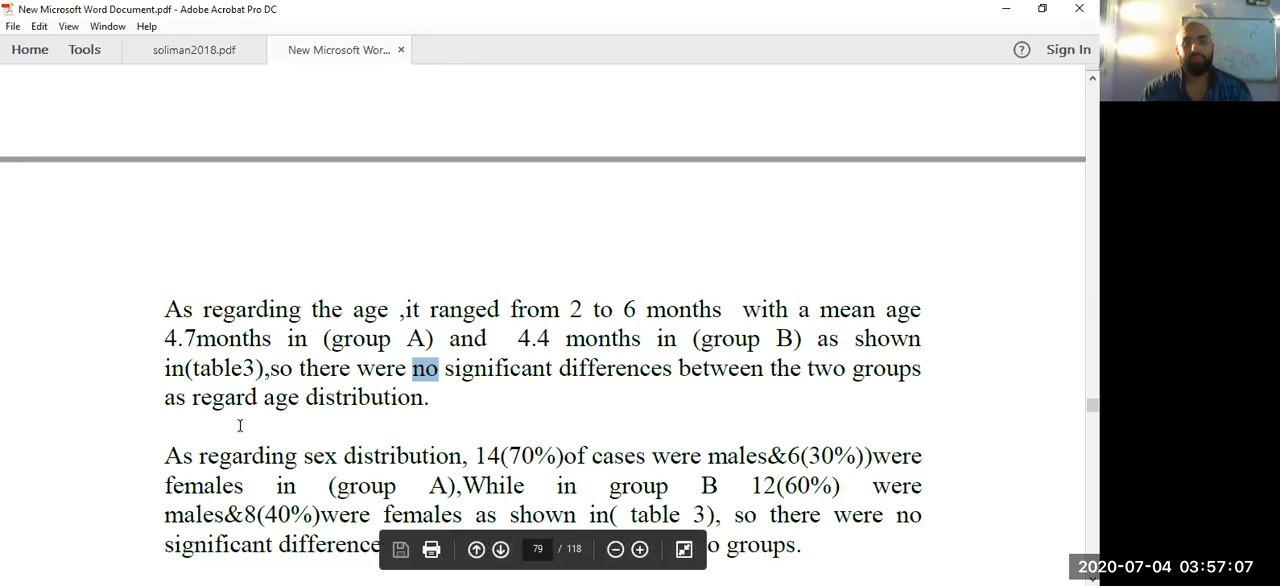 New Microsoft Word Document.pdf - Adobe Acrobat Pro DC
File Edit View Window Help
Home Tools soliman2018.pdf New Microsoft Wor... × Sign In
As regarding the age ,it ranged from 2 to 6 months with a mean age
4.7months in (group A) and 4.4 months in (group B) as shown
in(table3),so there were no significant differences between the two groups
as regard age distribution.
As regarding sex distribution, 14(70%)of cases were males&6(30%))were
females in (group A),While in group B 12(60%) were
males&8(40%)were females as shown in( table 3), so there were no
significant difference o groups.
79 / 118
2020-07-04 03:57:07